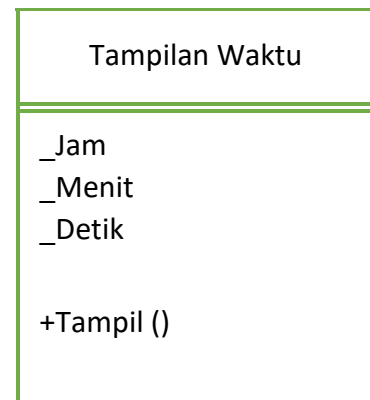 Tampilan Waktu
_Jam
_Menit
_Detik
+Tampil ()